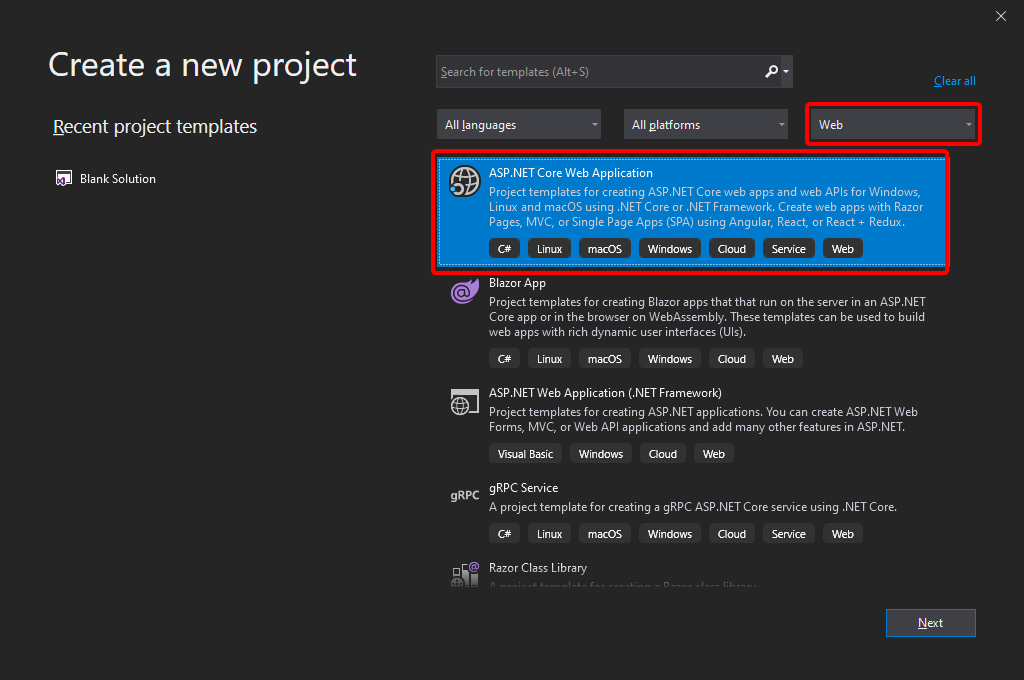 Create a new project
Recent project templates
Blank Solution
Search for templates (Alt+S)
Clear all
All languages
All platforms
Web
ASP.NET Core Web Application
Project templates for creating ASP.NET Core web apps and web APIs for Windows,
Linux and macOS using .NET Core or .NET Framework. Create web apps with Razor
Pages, MVC, or Single Page Apps (SPA) using Angular, React, or React + Redux.
C# Linux macOS Windows Cloud Service Web
Blazor App
Project templates for creating Blazor apps that that run on the server in an ASP.NET
Core app or in the browser on WebAssembly. These templates can be used to build
web apps with rich dynamic user interfaces (UIs).
C# Linux macOS Windows Cloud Web
ASP.NET Web Application (.NET Framework)
Project templates for creating ASP.NET applications. You can create ASP.NET Web
Forms, MVC, or Web API applications and add many other features in ASP.NET.
Visual Basic Windows Cloud Web
gRPC
gRPC Service
A project template for creating a gRPC ASP.NET Core service using .NET Core.
C# Linux macOS Windows Cloud Service Web
Razor Class Library
A project template for creating a Razor class library
Next